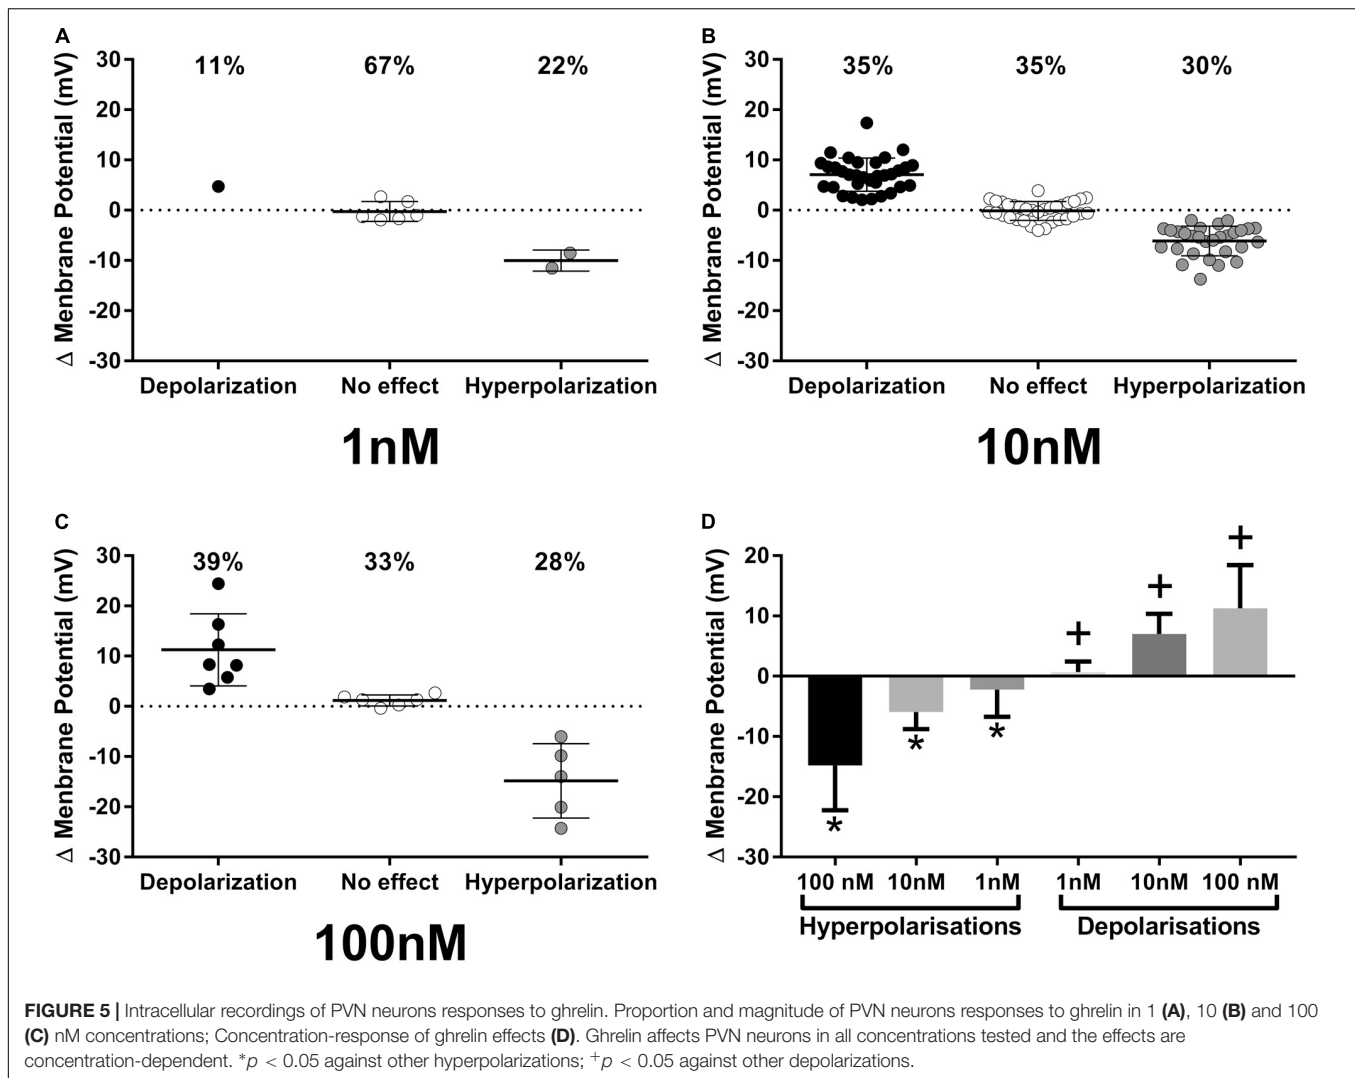 A
Δ Menbrane Potential (mV)
30
20
10
0
-10
-20
-30
11%
67%
22%
Depolarization
No effect
Hyperpolarization
1nM
B
Δ Menbrane Potential (mV)
30
20
10
0
-10
-20
-30
35%
35%
30%
Depolarization
No effect
Hyperpolarization
10nM
C
Δ Menbrane Potential (mV)
30
20
10
0
-10
-20
-30
39%
33%
28%
Depolarization
No effect
Hyperpolarization
100nM
D
Δ Menbrane Potential (mV)
20
10
0
-10
-20
-30
*
*
*
+
+
+
100 nM 10nM 1nM 1nM 10nM 100 nM
Hyperpolarisations Depolarisations
FIGURE 5 | Intracellular recordings of PVN neurons responses to ghrelin. Proportion and magnitude of PVN neurons responses to ghrelin in 1 (A), 10 (B) and 100
(C) nM concentrations; Concentration-response of ghrelin effects (D). Ghrelin affects PVN neurons in all concentrations tested and the effects are
concentration-dependent. *p < 0.05 against other hyperpolarizations; +p < 0.05 against other depolarizations.